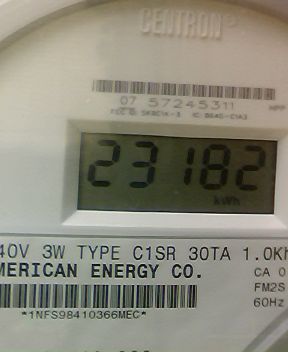 CENTRON®
07 57245311
23182
kWh
40V 3W TYPE C1SR 30TA 1.0Kh
MERICAN ENERGY CO.
CA 0
FM2S
60Hz
*1NFS98410366MEC*